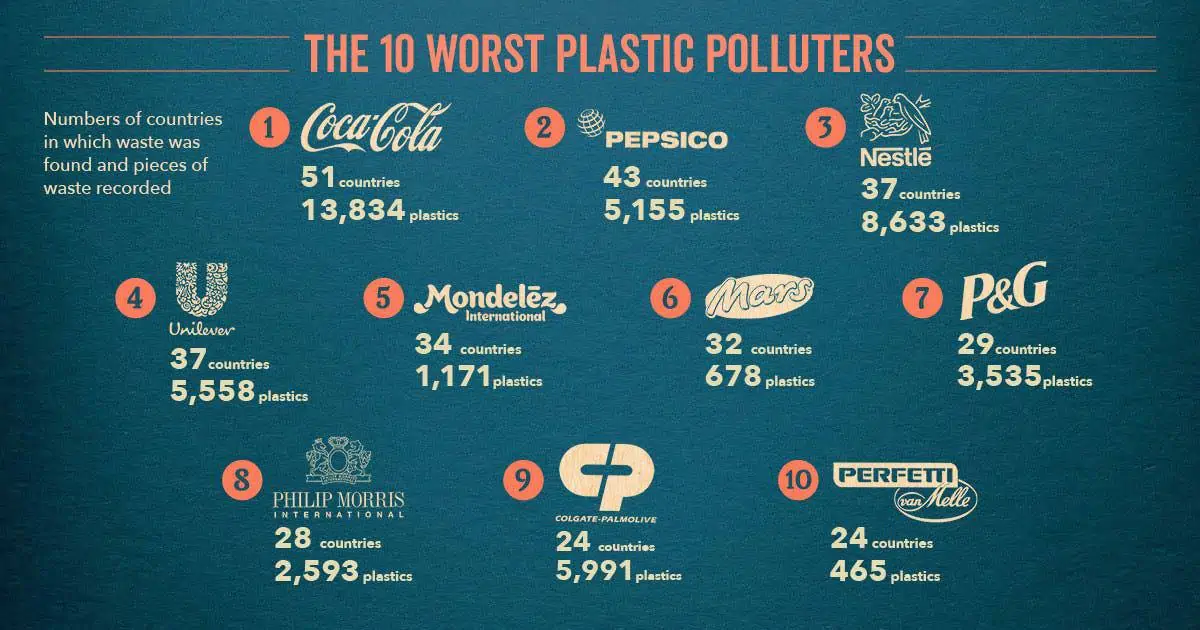 THE 10 WORST PLASTIC POLLUTERS
Numbers of countries
in which waste was
found and pieces of
waste recorded
1
Coca-Cola
51 countries
13,834 plastics
2
PEPSICO
43 countries
5,155 plastics
3
Nestlé
37 countries
8,633 plastics
4
Unilever
37 countries
5,558 plastics
5
Mondelēz
International
34 countries
1,171 plastics
6
Mars
32 countries
678 plastics
7
P&G
29 countries
3,535 plastics
8
PHILIP MORRIS
INTERNATIONAL
28 countries
2,593 plastics
9
CP
COLGATE-PALMOLIVE
24 countries
5,991 plastics
10
PERFETTI
van Melle
24 countries
465 plastics